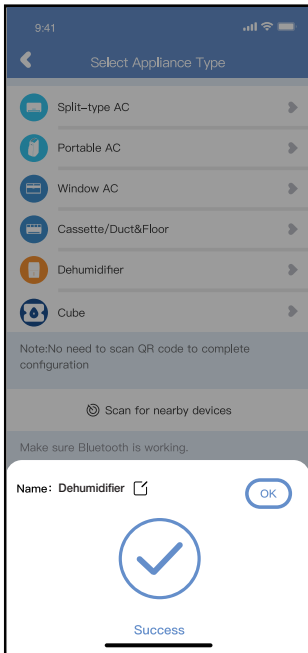 9:41
Select Appliance Type
Split-type AC
Portable AC
Window AC
Cassette/Duct&Floor
Dehumidifier
Cube
Note:No need to scan QR code to complete
configuration
Scan for nearby devices
Make sure Bluetooth is working.
Name: Dehumidifier
OK
Success